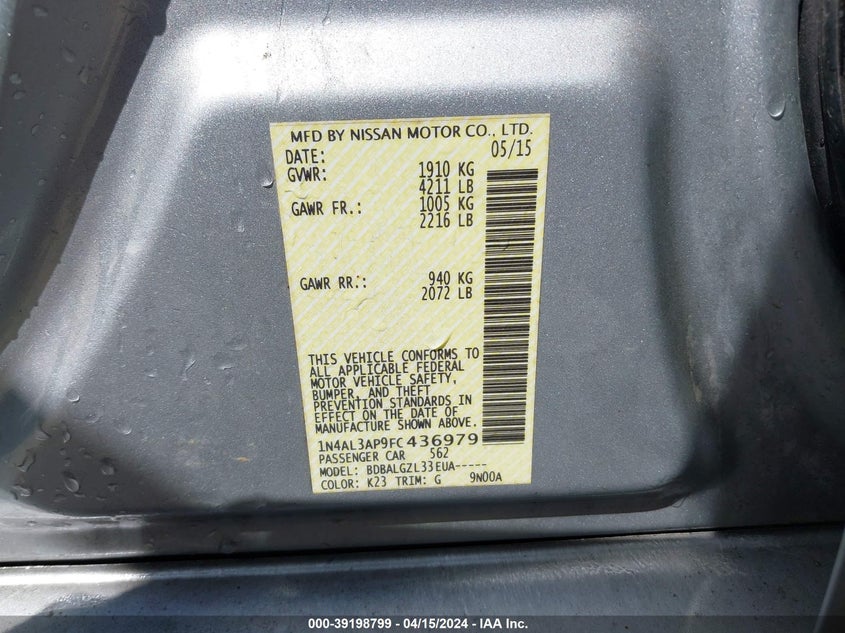 MFD BY NISSAN MOTOR CO., LTD.
DATE: 05/15
GVWR: 1910 KG
4211 LB
GAWR FR.: 1005 KG
2216 LB
GAWR RR.: 940 KG
2072 LB
THIS VEHICLE CONFORMS TO
ALL APPLICABLE FEDERAL
MOTOR VEHICLE SAFETY,
BUMPER, AND THEFT
PREVENTION STANDARDS IN
EFFECT ON THE DATE OF
MANUFACTURE SHOWN ABOVE.
1N4AL3AP9FC436979
PASSENGER CAR 562
MODEL: BDBALGZL33EUA-----
COLOR: K23 TRIM: G 9N00A
000-39198799 - 04/15/2024 - IAA Inc.